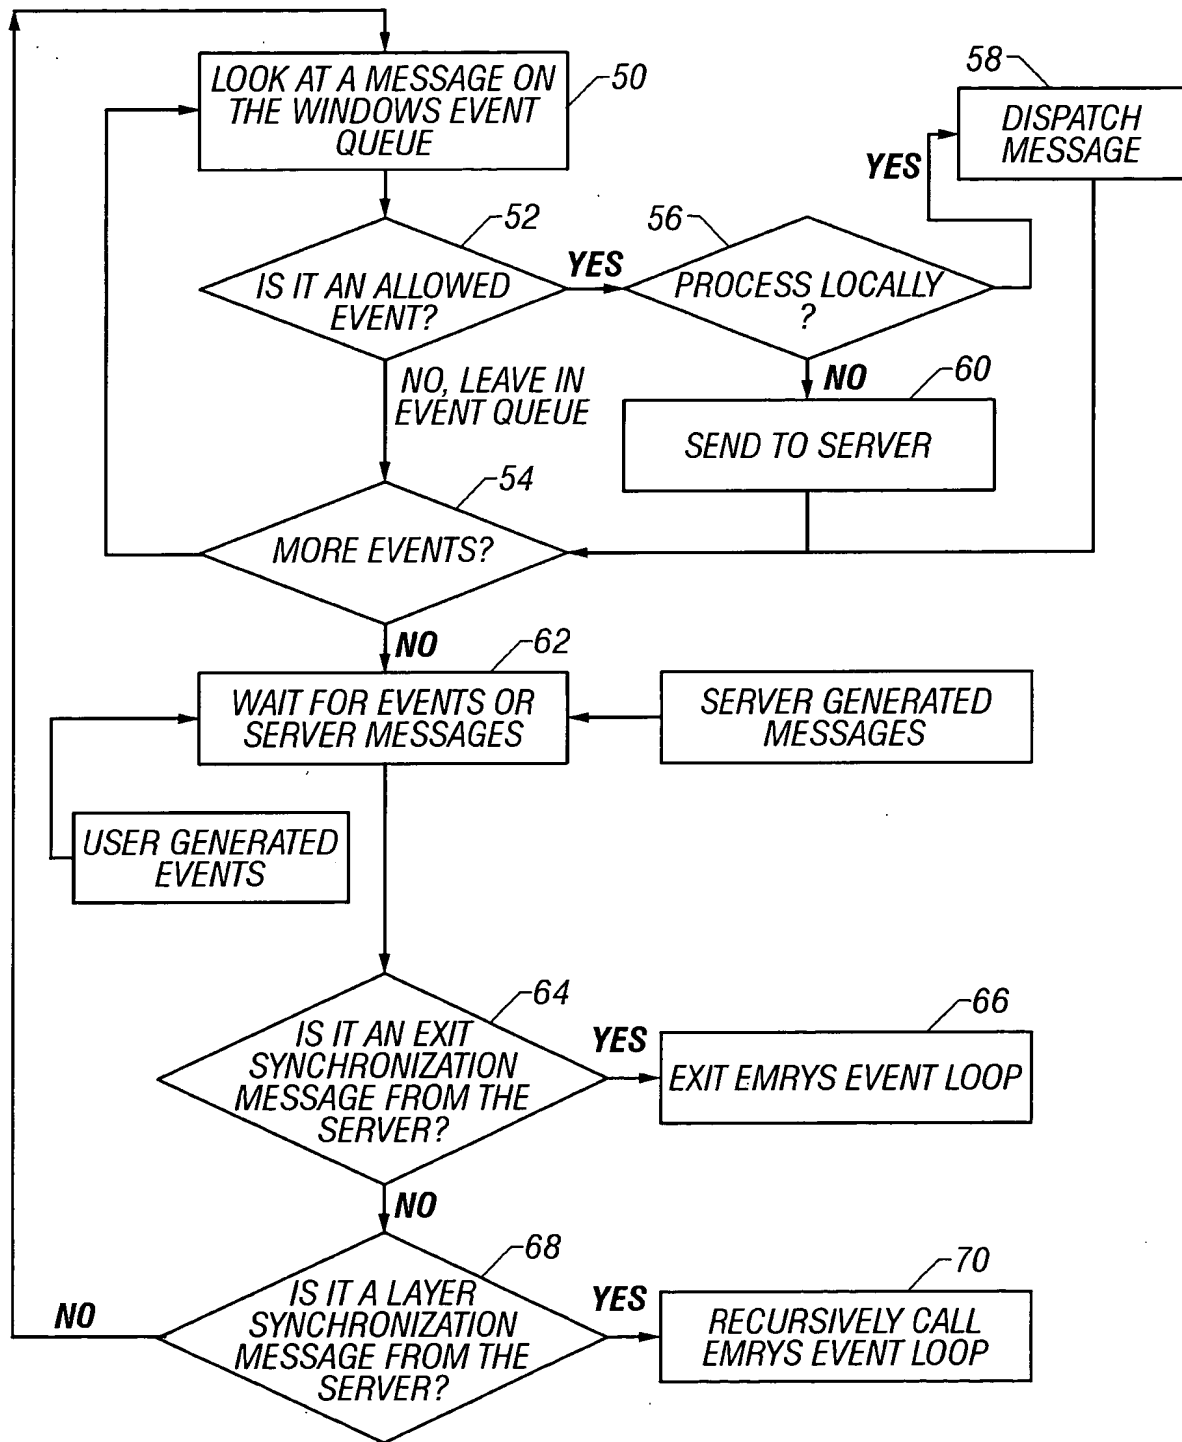 LOOK AT A MESSAGE ON
THE WINDOWS EVENT
QUEUE
50
58
DISPATCH
MESSAGE
YES
52
56
IS IT AN ALLOWED
EVENT?
YES
PROCESS LOCALLY
?
NO, LEAVE IN
EVENT QUEUE
NO
60
SEND TO SERVER
54
MORE EVENTS?
NO
62
WAIT FOR EVENTS OR
SERVER MESSAGES
SERVER GENERATED
MESSAGES
USER GENERATED
EVENTS
64
IS IT AN EXIT
SYNCHRONIZATION
MESSAGE FROM THE
SERVER?
YES
66
EXIT EMRYS EVENT LOOP
NO
68
IS IT A LAYER
SYNCHRONIZATION
MESSAGE FROM THE
SERVER?
NO
YES
70
RECURSIVELY CALL
EMRYS EVENT LOOP